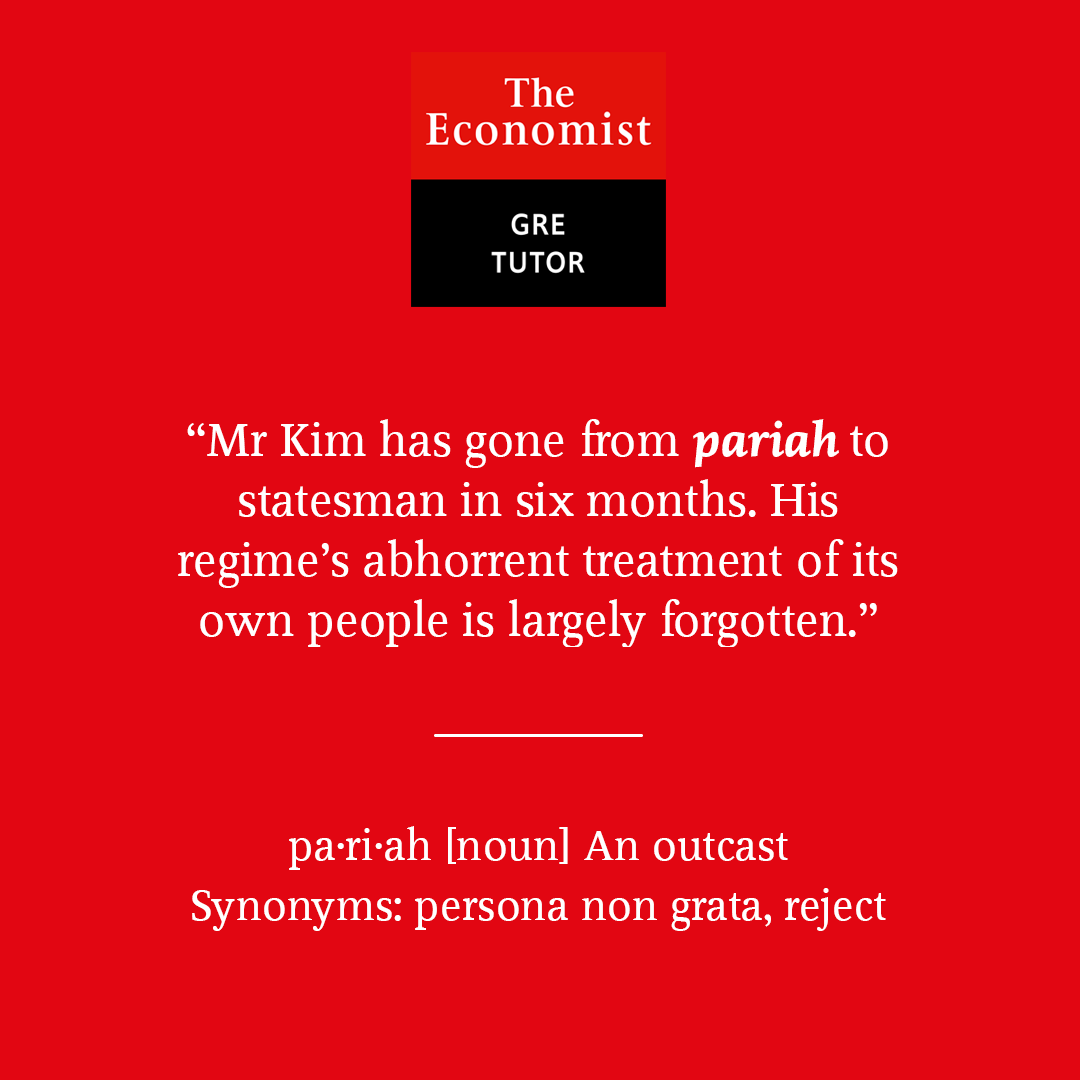 The
Economist
GRE
TUTOR
“Mr Kim has gone from pariah to
statesman in six months. His
regime’s abhorrent treatment of its
own people is largely forgotten.”
pa·ri·ah [noun] An outcast
Synonyms: persona non grata, reject